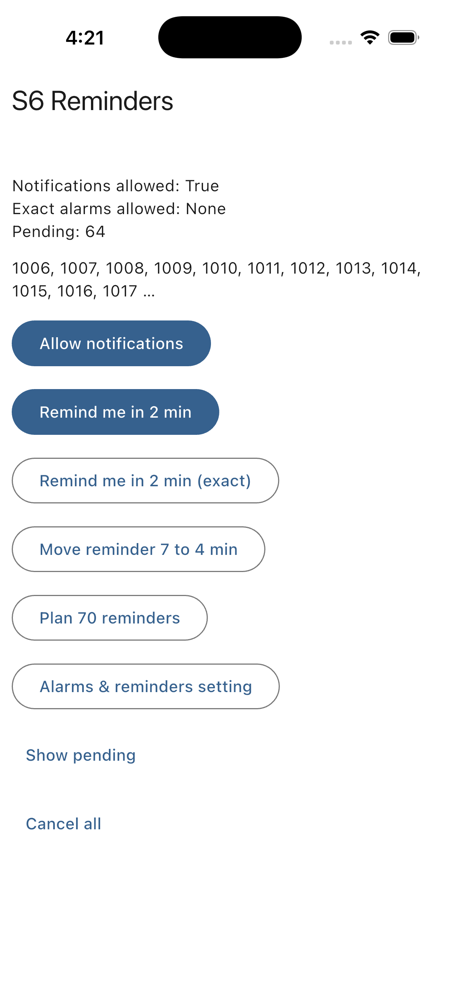 4:21
S6 Reminders
Notifications allowed: True
Exact alarms allowed: None
Pending: 64
1006, 1007, 1008, 1009, 1010, 1011, 1012, 1013, 1014,
1015, 1016, 1017 ...
Allow notifications
Remind me in 2 min
Remind me in 2 min (exact)
Move reminder 7 to 4 min
Plan 70 reminders
Alarms & reminders setting
Show pending
Cancel all